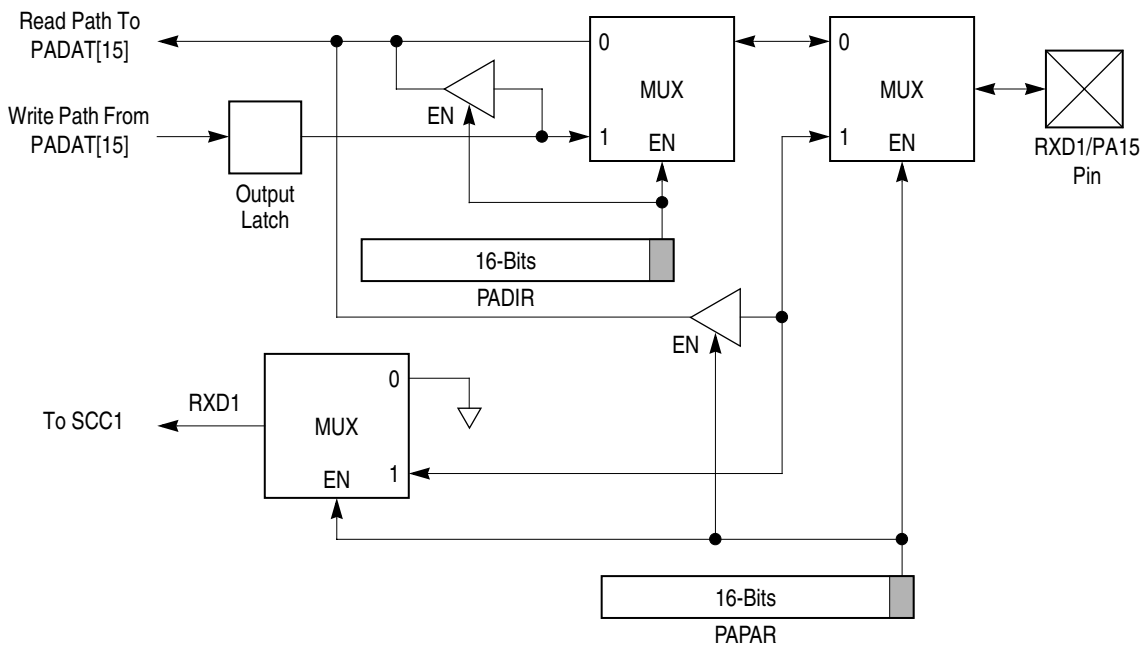 Read Path To
PADAT[15]
0
MUX
EN
1
0
MUX
EN
1
RXD1/PA15
Pin
Write Path From
PADAT[15]
Output
Latch
EN
16-Bits
PADIR
EN
To SCC1
RXD1
0
MUX
EN
1
16-Bits
PAPAR